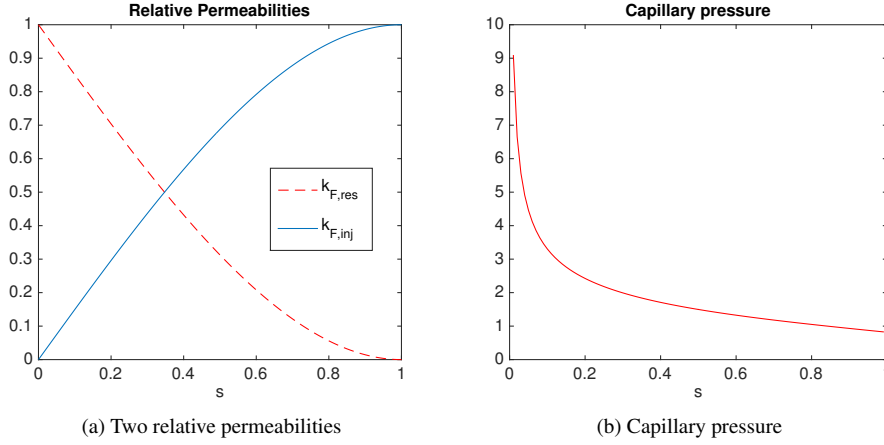 Relative Permeabilities
1
0.9
0.8
0.7
0.6
0.5
0.4
0.3
0.2
0.1
0
k_F,res
k_F,inj
0 0.2 0.4 0.6 0.8 1
s
(a) Two relative permeabilities
Capillary pressure
10
9
8
7
6
5
4
3
2
1
0
0 0.2 0.4 0.6 0.8
s
(b) Capillary pressure